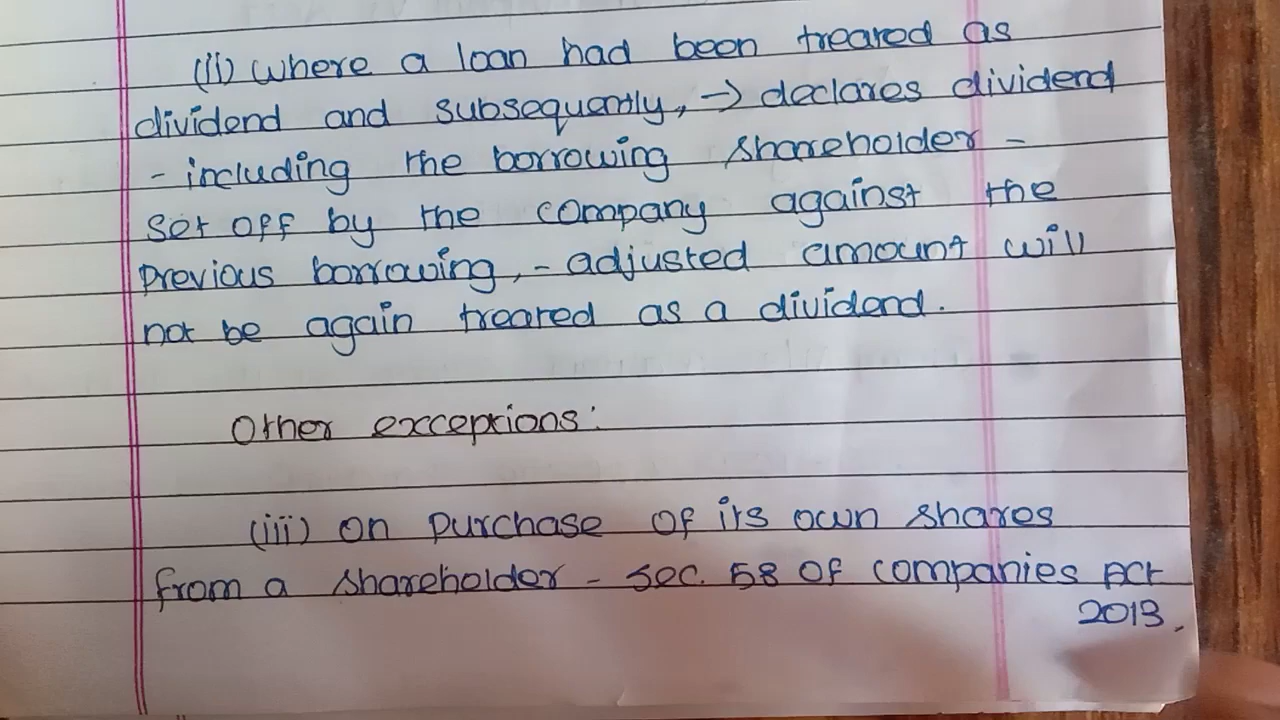 (ii) where a loan had been treated as
dividend and subsequently, → declares dividend
- including the borrowing shareholder -
set off by the company against the
previous borrowing, - adjusted amount will
not be again treated as a dividend.
Other exceptions:
(iii) on purchase of its own shares
from a shareholder - sec. 58 of companies Act
2013.